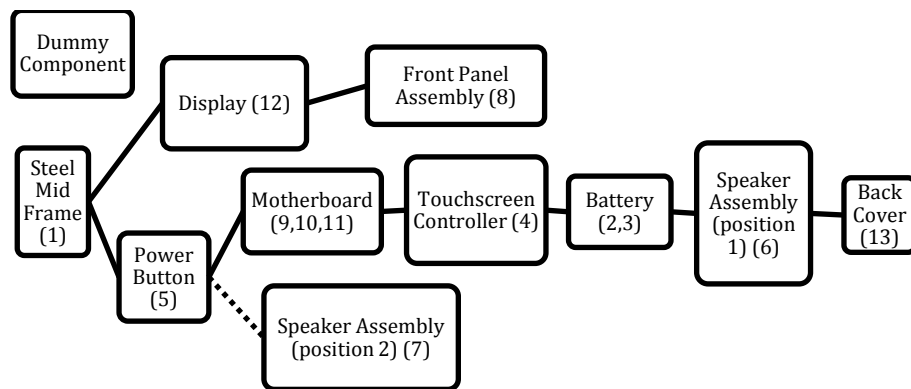 Dummy
Component
Display (12)
Front Panel
Assembly (8)
Steel
Mid
Frame
(1)
Power
Button
(5)
Motherboard
(9,10,11)
Touchscreen
Controller (4)
Battery
(2,3)
Speaker
Assembly
(position
1) (6)
Back
Cover
(13)
Speaker Assembly
(position 2) (7)